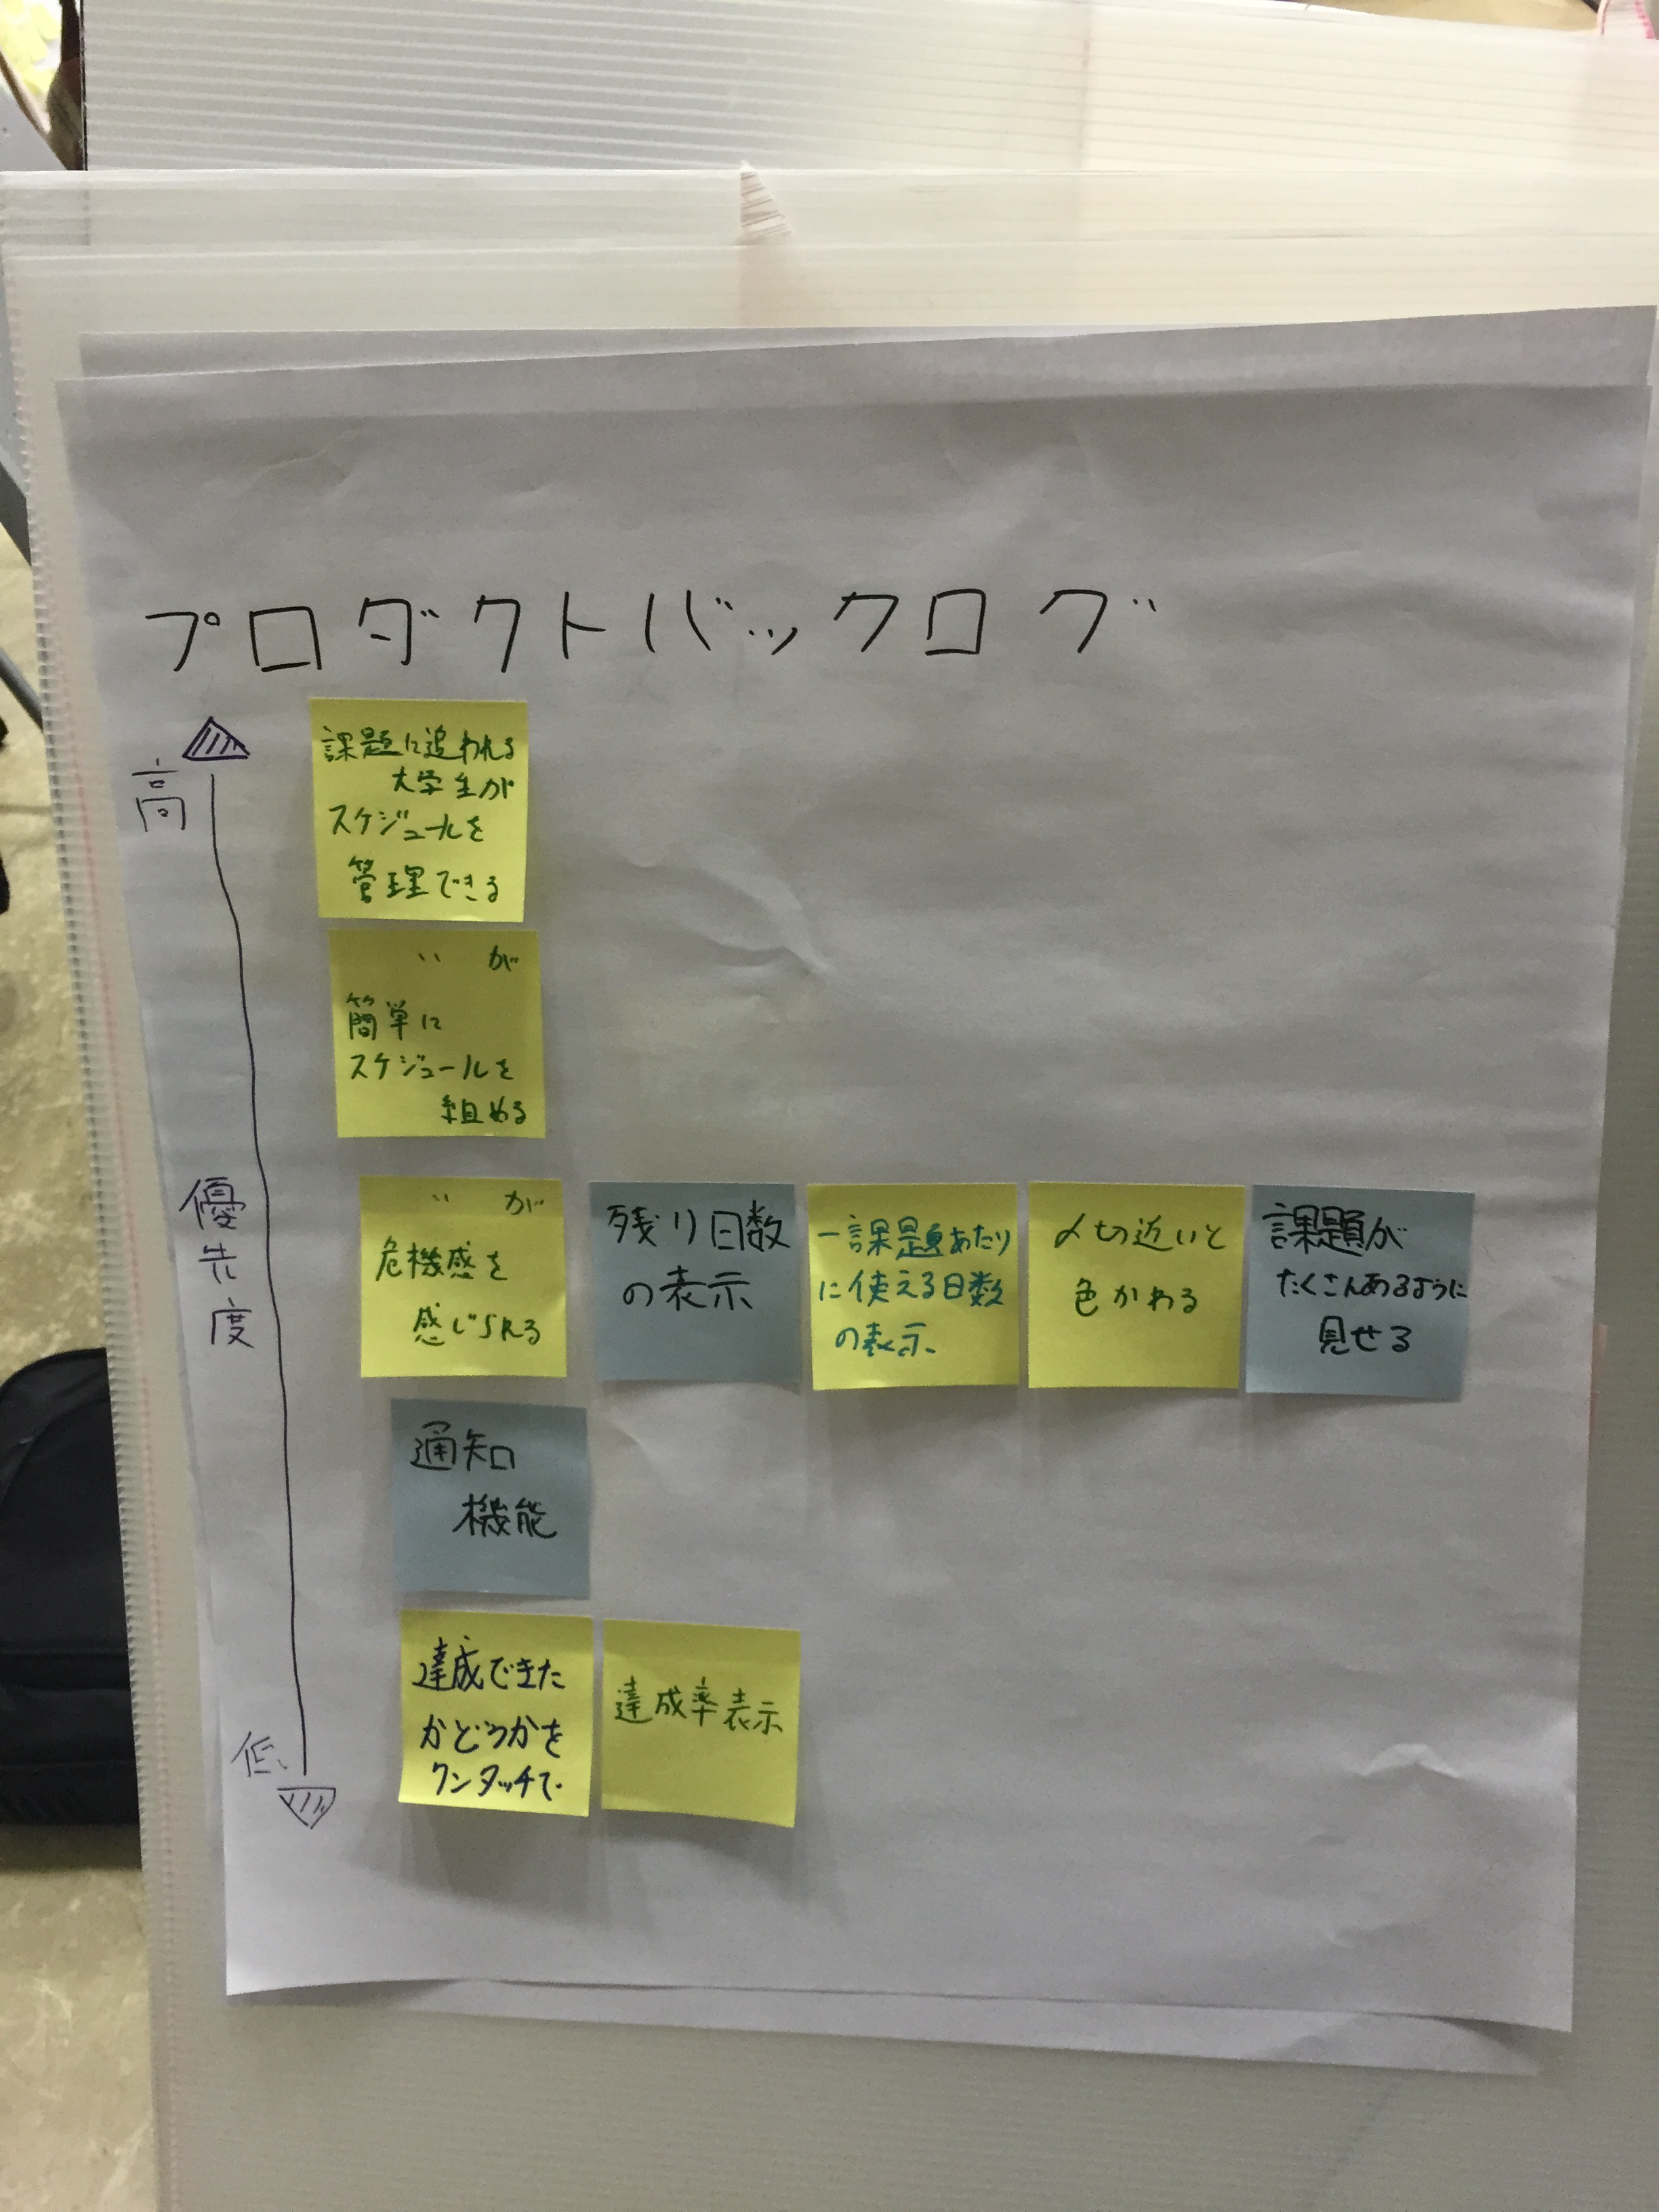 プロダクトバックログ
高
優先度
低
課題に追われる
大学生が
スケジュールを
管理できる
〃 が
簡単に
スケジュールを
組める
〃 が
危機感を
感じられる
残り日数
の表示
一課題あたり
に使える日数
の表示
〆切近いと
色かわる
課題が
たくさんあるように
見せる
通知
機能
達成できた
かどうかを
ワンタッチで
達成率表示